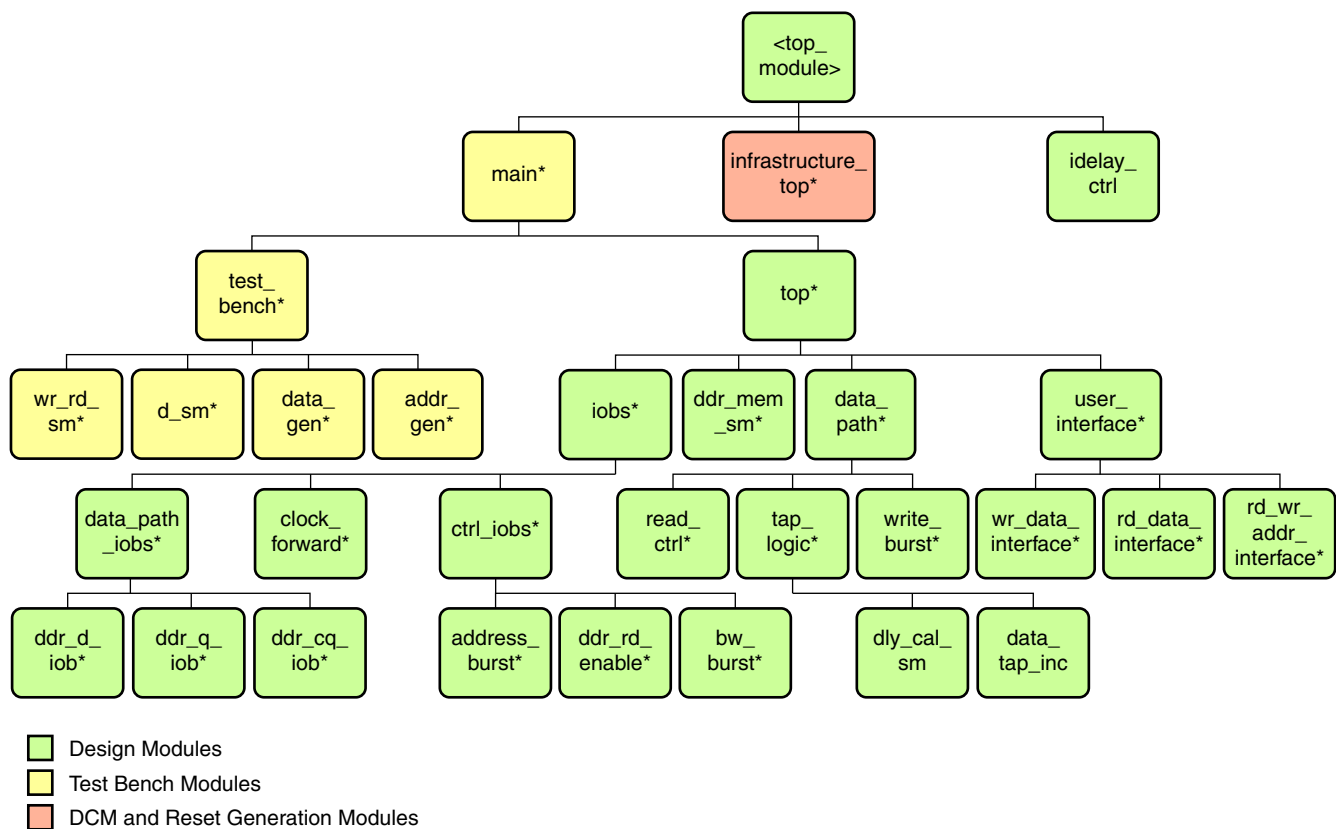 <top_
module>
main*
infrastructure_
top*
idelay_
ctrl
test_
bench*
top*
wr_rd_
sm*
d_sm*
data_
gen*
addr_
gen*
iobs*
ddr_mem
_sm*
data_
path*
user_
interface*
data_path
_iobs*
clock_
forward*
ctrl_iobs*
read_
ctrl*
tap_
logic*
write_
burst*
wr_data_
interface*
rd_data_
interface*
rd_wr_
addr_
interface*
ddr_d_
iob*
ddr_q_
iob*
ddr_cq_
iob*
address_
burst*
ddr_rd_
enable*
bw_
burst*
dly_cal_
sm
data_
tap_inc
Design Modules
Test Bench Modules
DCM and Reset Generation Modules